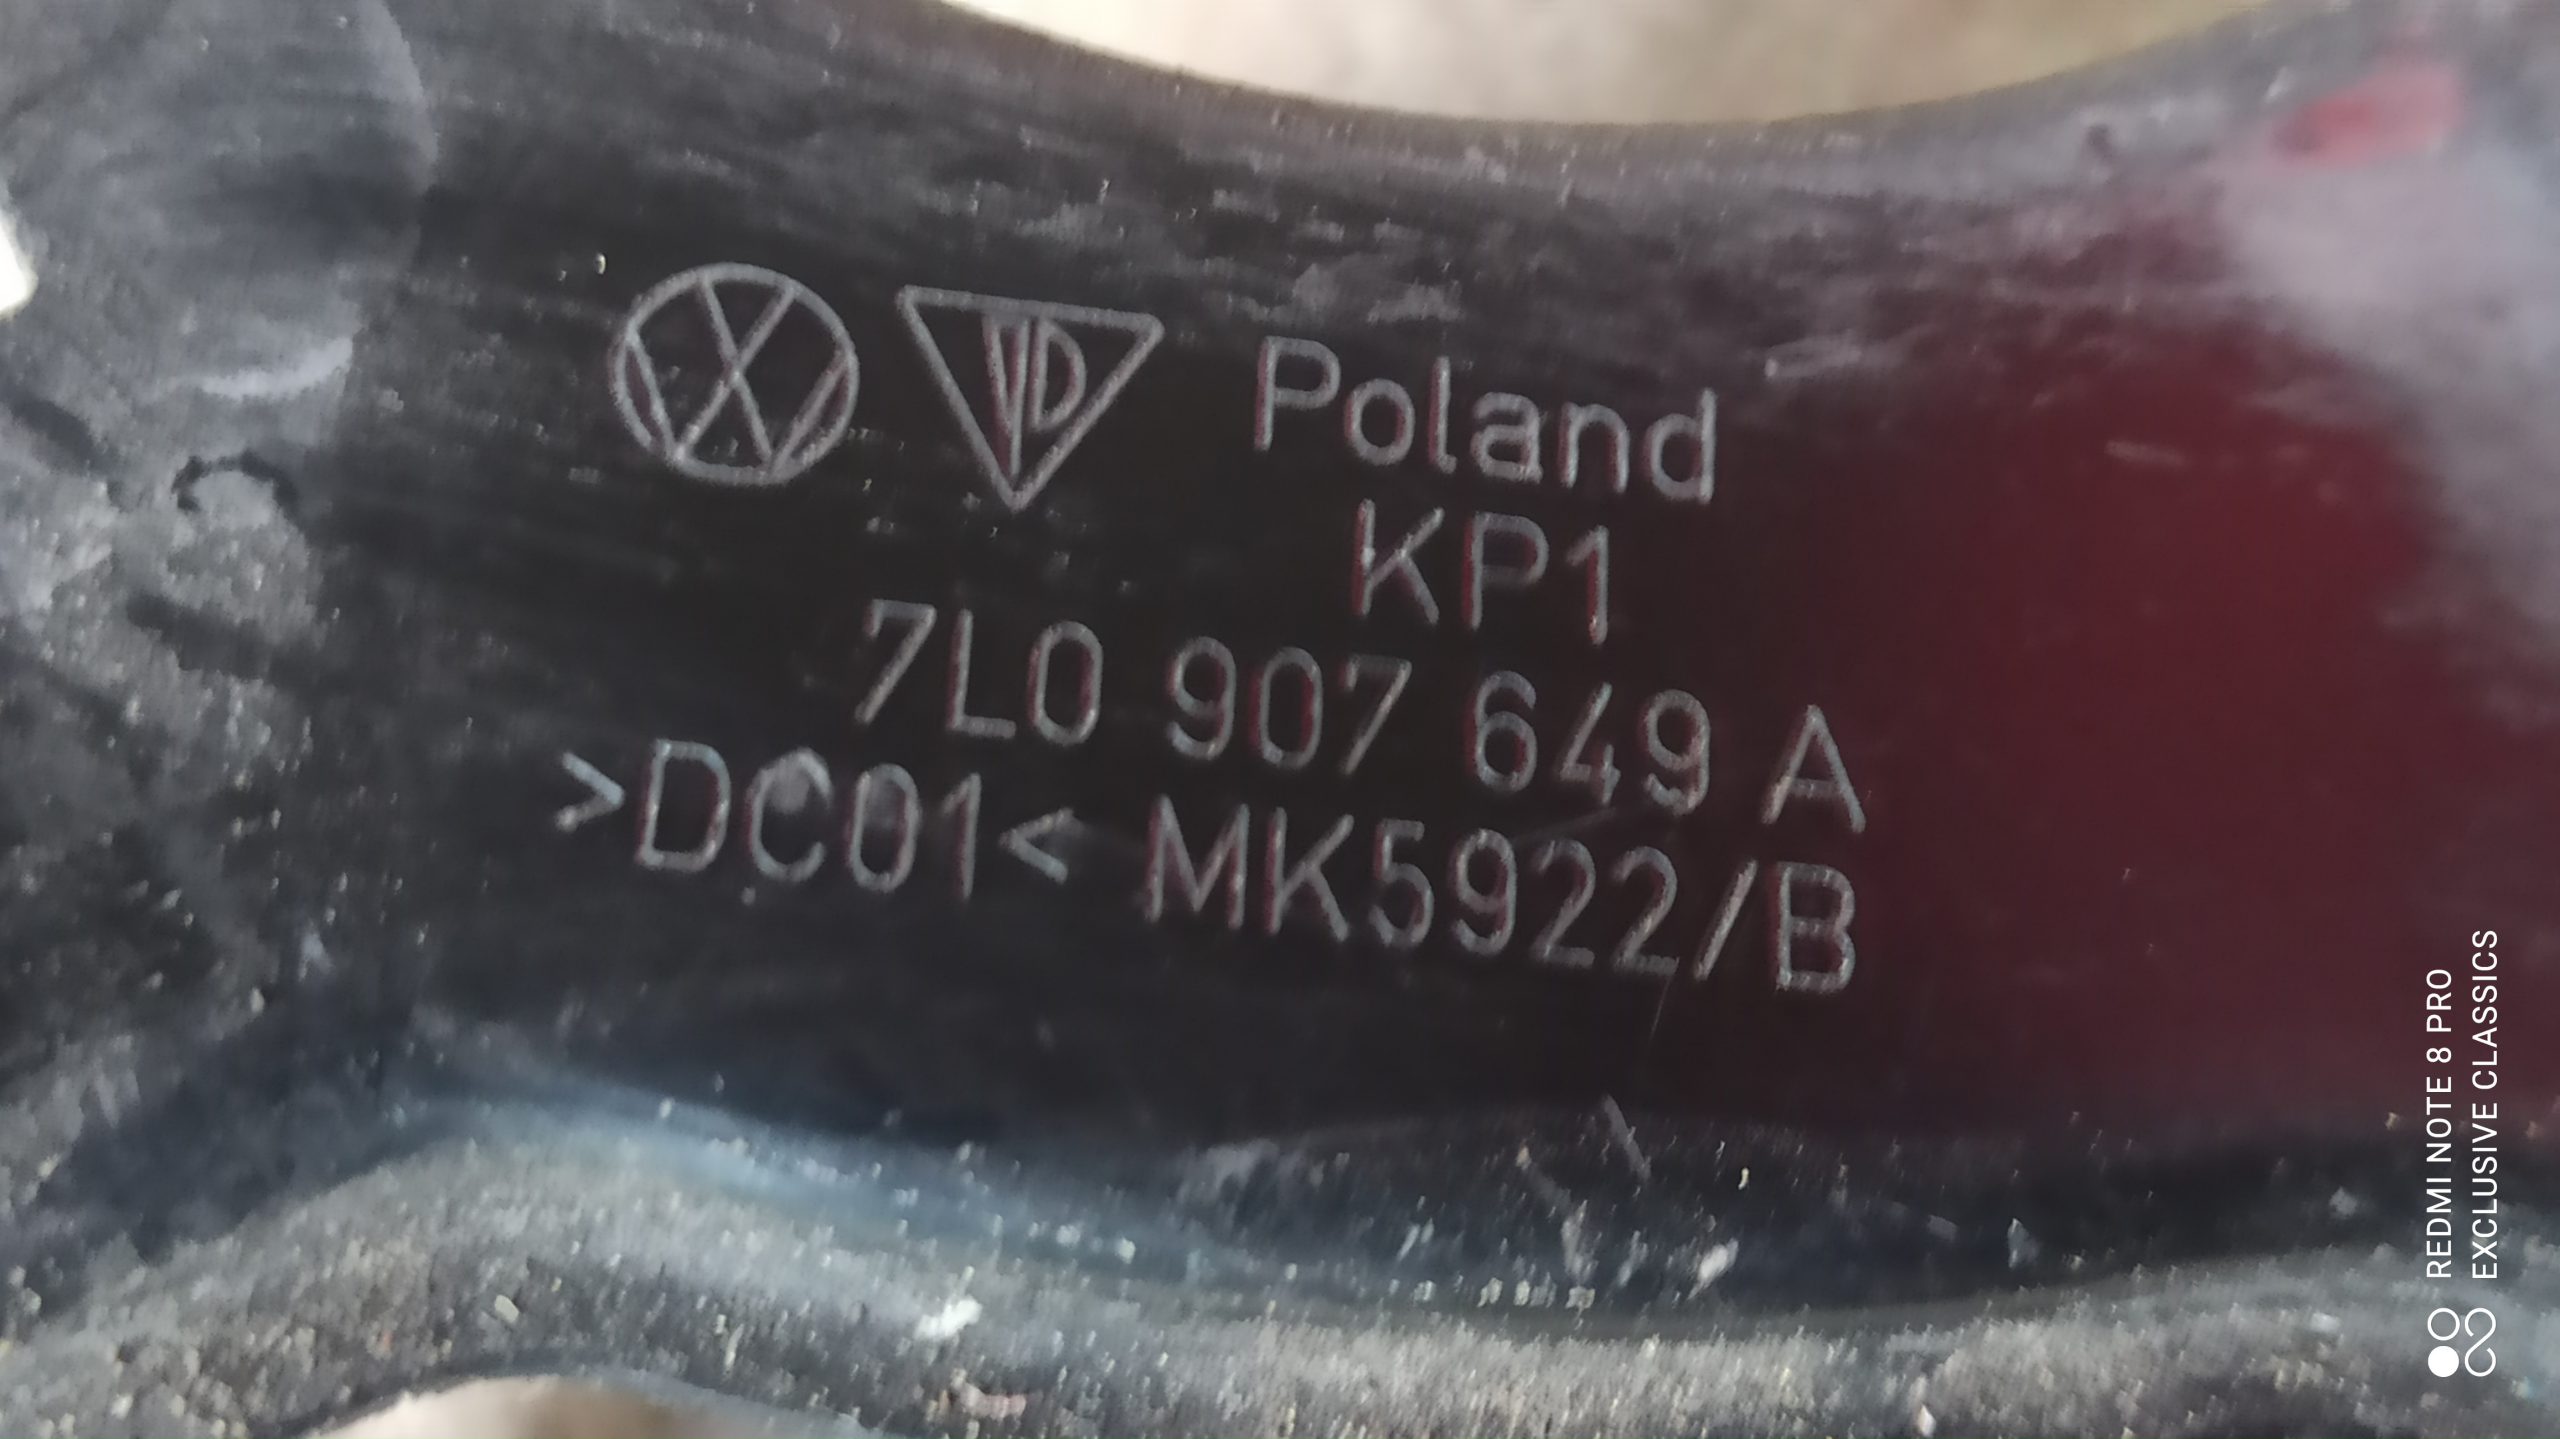 Poland
KP1
7L0 907 649 A
>DC01< MK5922/B
REDMI NOTE 8 PRO
EXCLUSIVE CLASSICS